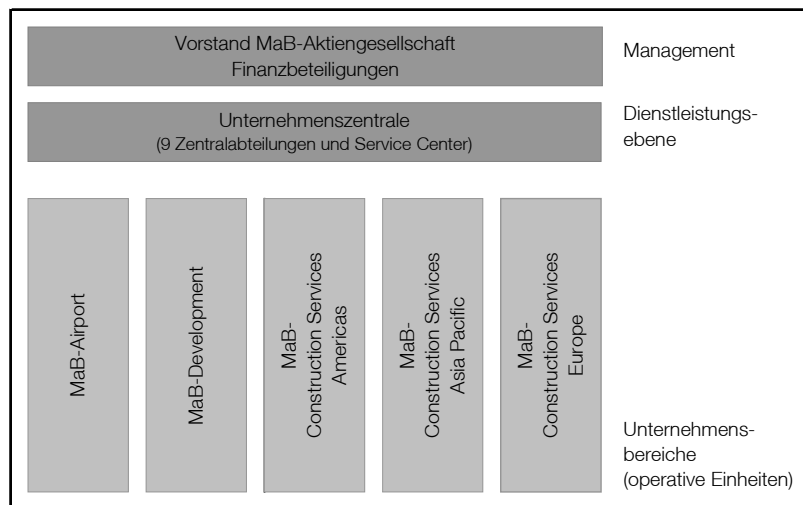 Vorstand MaB-Aktiengesellschaft
Finanzbeteiligungen
Management
Unternehmenszentrale
(9 Zentralabteilungen und Service Center)
Dienstleistungs-
ebene
MaB-Airport
MaB-Development
MaB-
Construction Services
Americas
MaB-
Construction Services
Asia Pacific
MaB-
Construction Services
Europe
Unternehmens-
bereiche
(operative Einheiten)